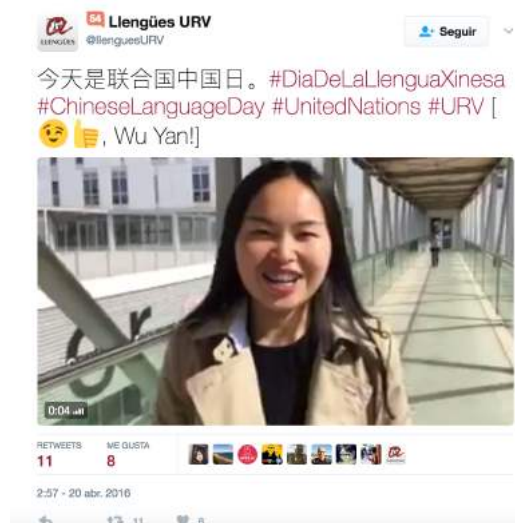 Llengües URV
@llenguesURV
Seguir
今天是联合国中国日。#DiaDeLaLlenguaXinesa
#ChineseLanguageDay #UnitedNations #URV [
😉👍, Wu Yan!]
0:04
RETWEETS
ME GUSTA
11
8
2:57 - 20 abr. 2016
11